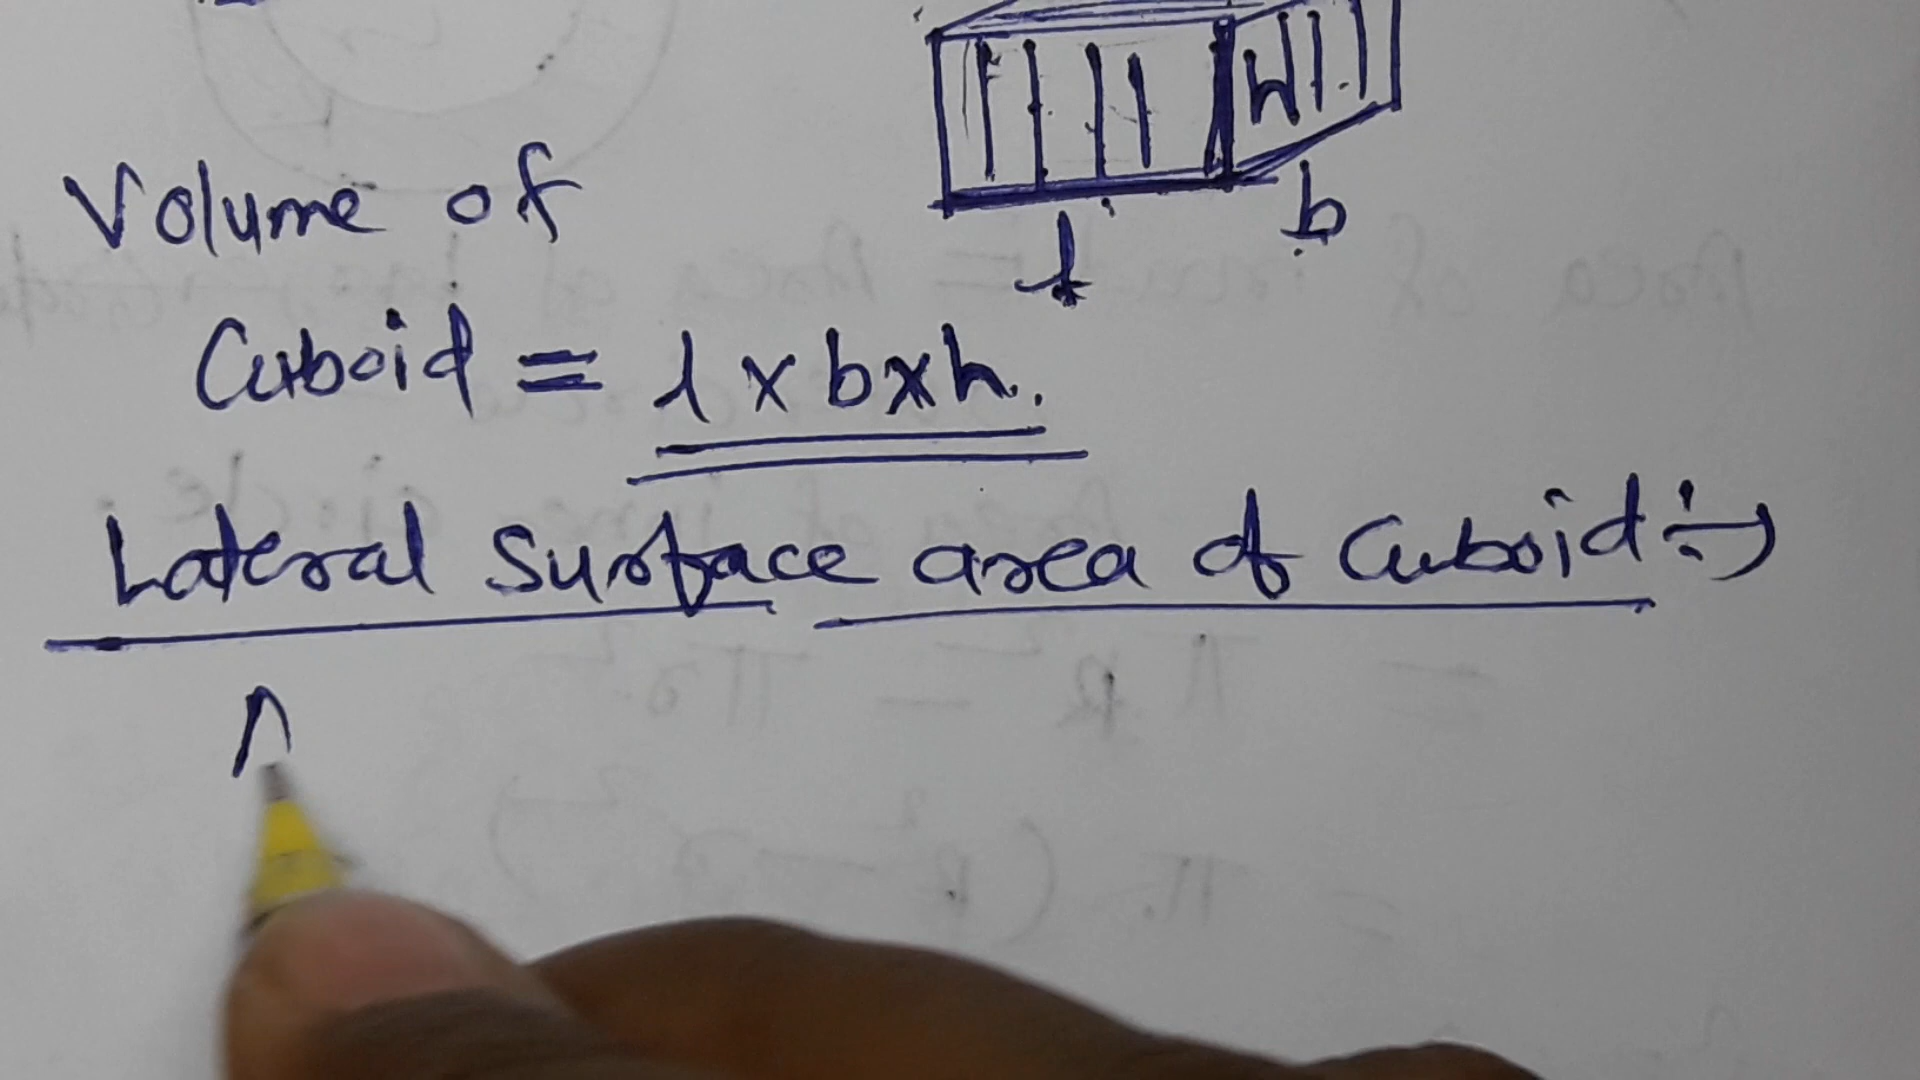 l
b
Volume of
Cuboid = l x b x h.
Lateral surface area of Cuboid :-)
A